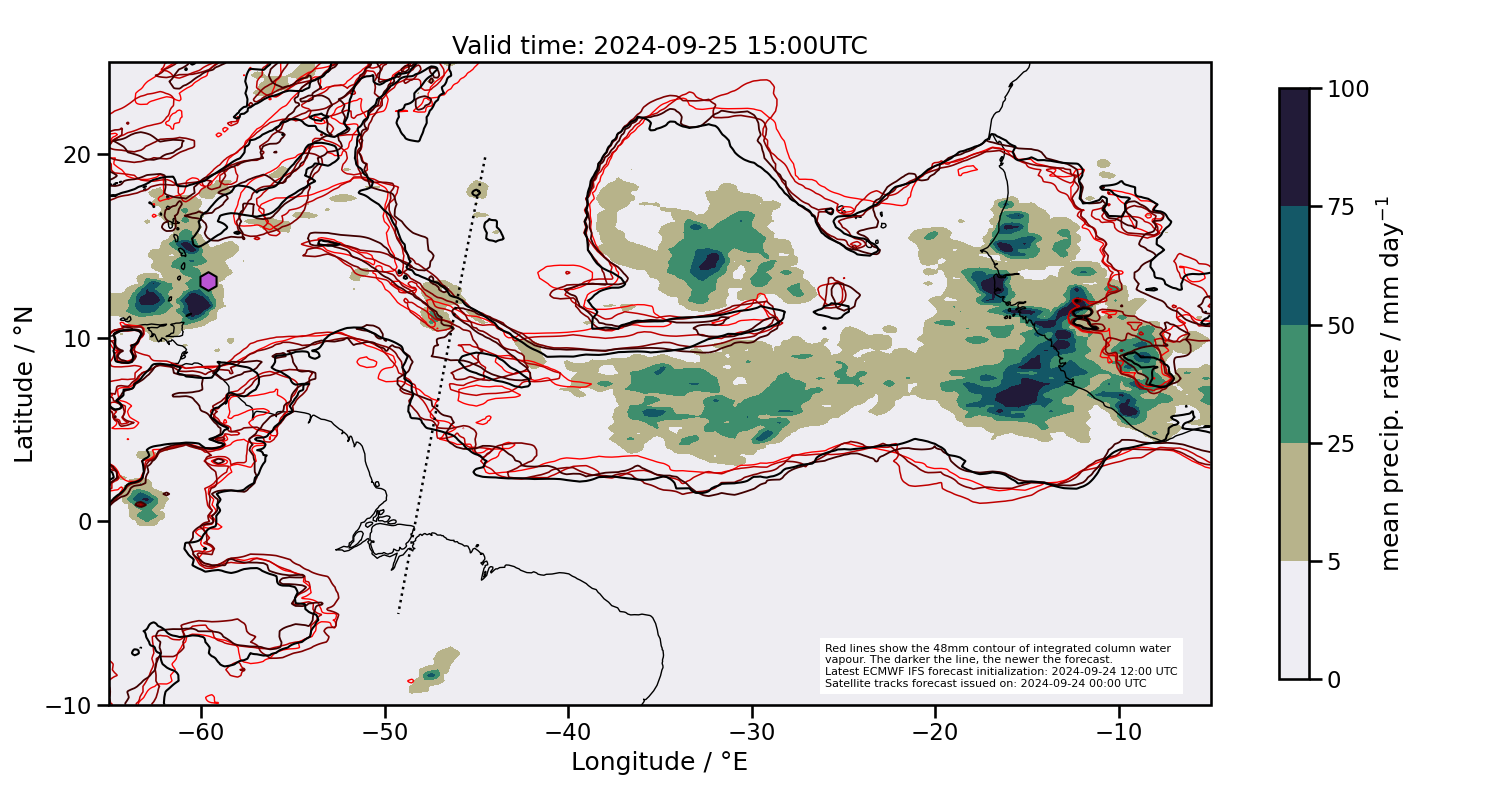 Valid time: 2024-09-25 15:00UTC
20
10
0
−10
Latitude / °N
−60
−50
−40
−30
−20
−10
Longitude / °E
Red lines show the 48mm contour of integrated column water
vapour. The darker the line, the newer the forecast.
Latest ECMWF IFS forecast initialization: 2024-09-24 12:00 UTC
Satellite tracks forecast issued on: 2024-09-24 00:00 UTC
100
75
50
25
5
0
mean precip. rate / mm day⁻¹